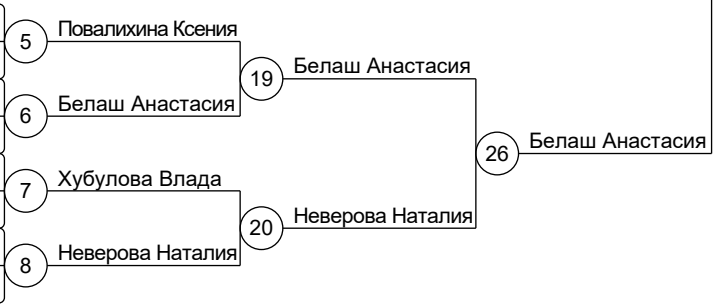 5 Повалихина Ксения
19 Белаш Анастасия
6 Белаш Анастасия
26 Белаш Анастасия
7 Хубулова Влада
20 Неверова Наталия
8 Неверова Наталия